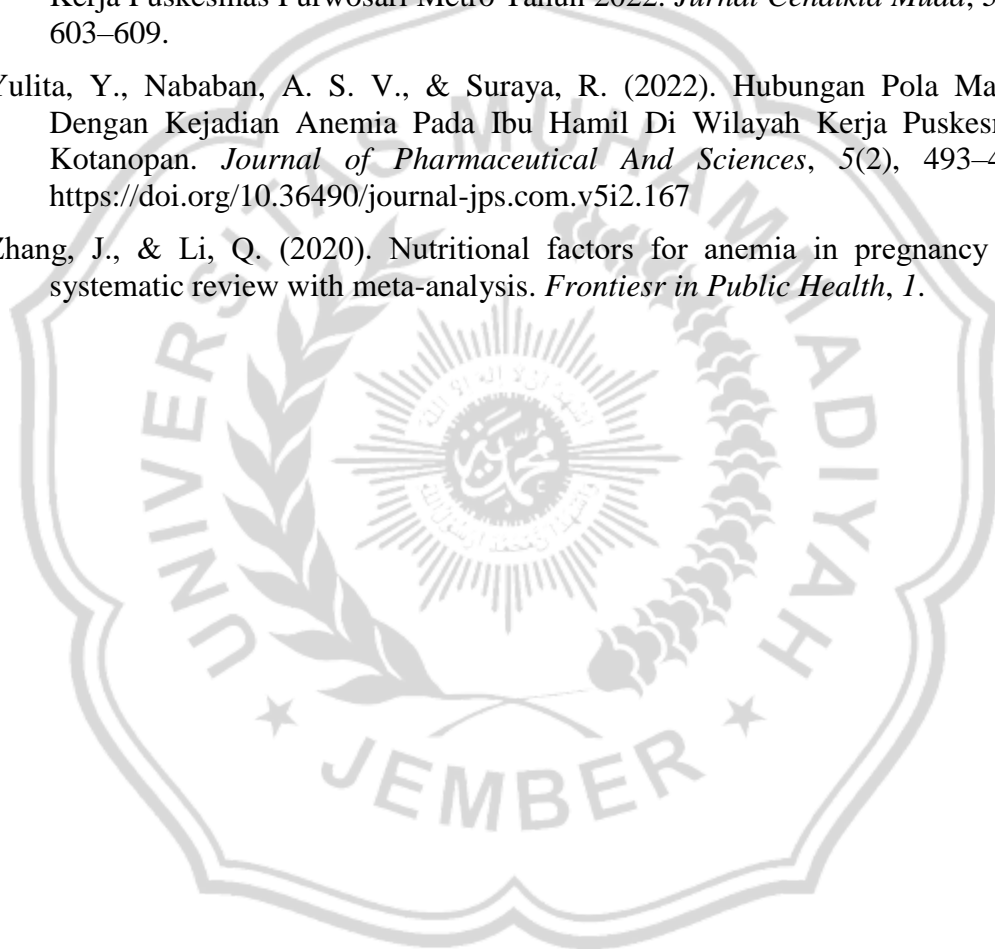 Kerja Puskesmas Purwosari Metro Tahun 2022. Jurnal Cendikia Muda, 3
603–609.
Yulita, Y., Nababan, A. S. V., & Suraya, R. (2022). Hubungan Pola Ma
Dengan Kejadian Anemia Pada Ibu Hamil Di Wilayah Kerja Puskesm
Kotanopan. Journal of Pharmaceutical And Sciences, 5(2), 493–4
https://doi.org/10.36490/journal-jps.com.v5i2.167
Zhang, J., & Li, Q. (2020). Nutritional factors for anemia in pregnancy
systematic review with meta-analysis. Frontiesr in Public Health, 1.
UNIVERSITAS MUHAMMADIYAH
JEMBER